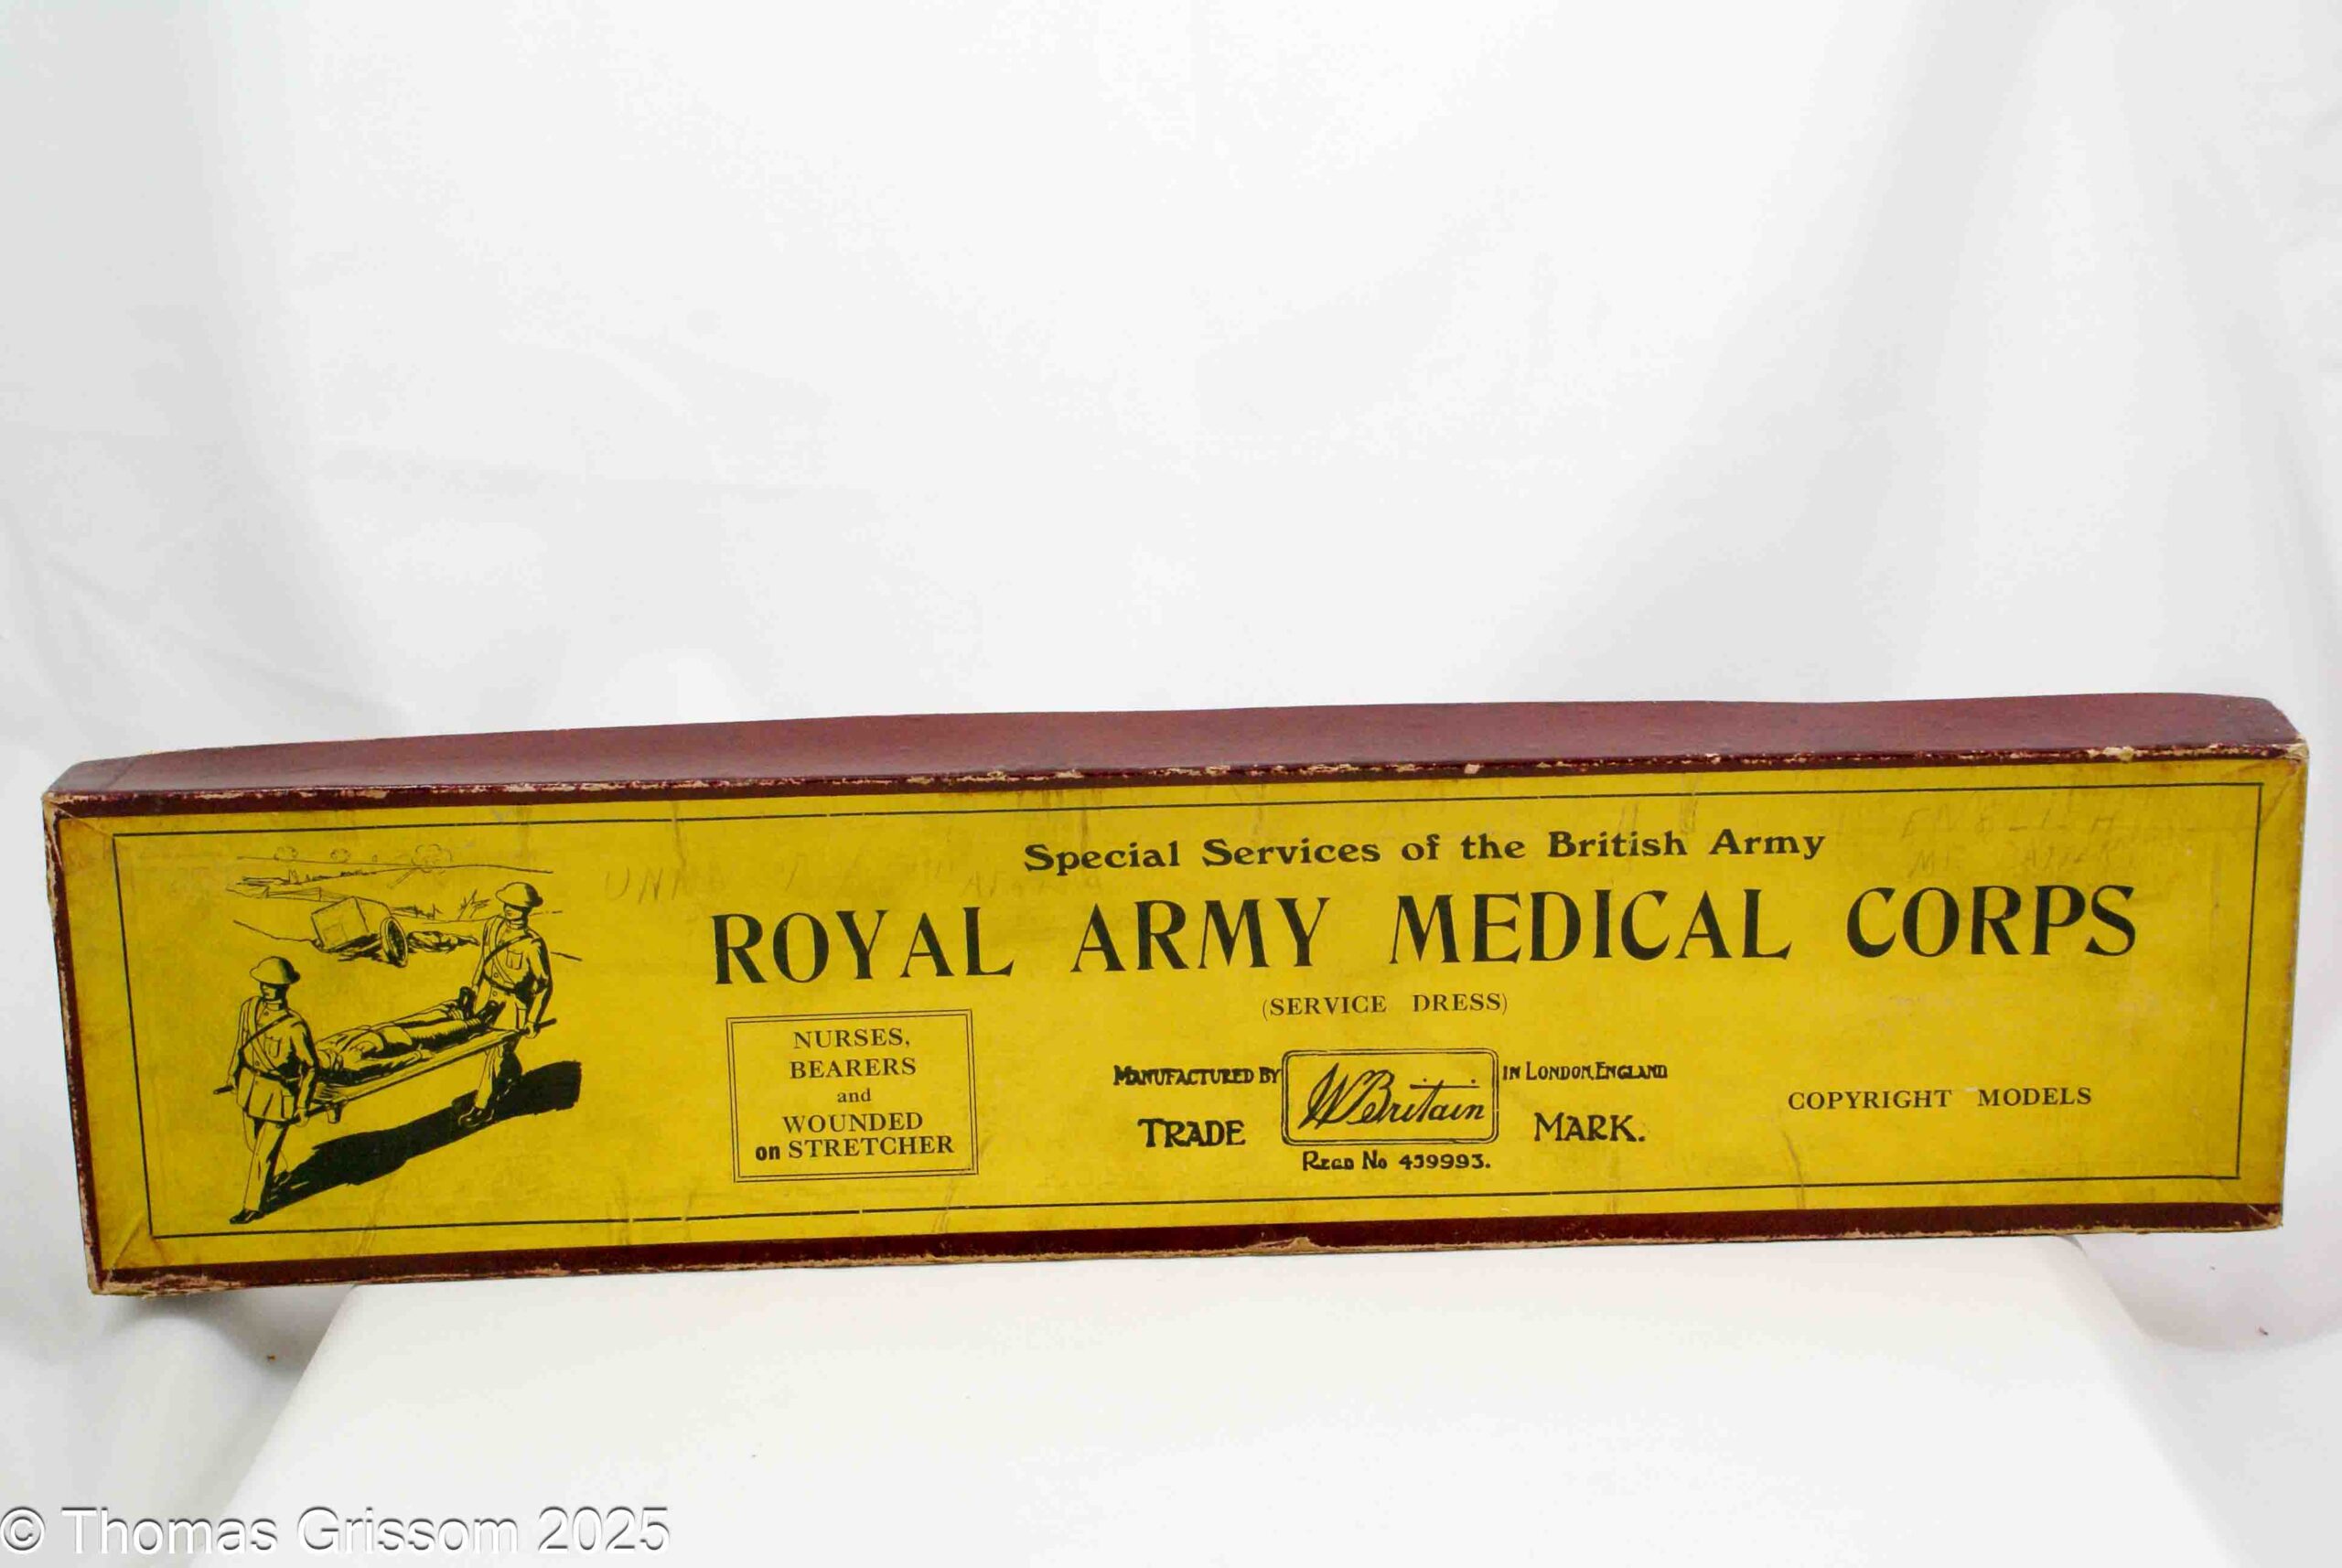 Special Services of the British Army
ROYAL ARMY MEDICAL CORPS
(SERVICE DRESS)
NURSES,
BEARERS
and
WOUNDED
on STRETCHER
MANUFACTURED BY WBritain IN LONDON, ENGLAND
TRADE MARK.
REGD No 459993.
COPYRIGHT MODELS
© Thomas Grissom 2025